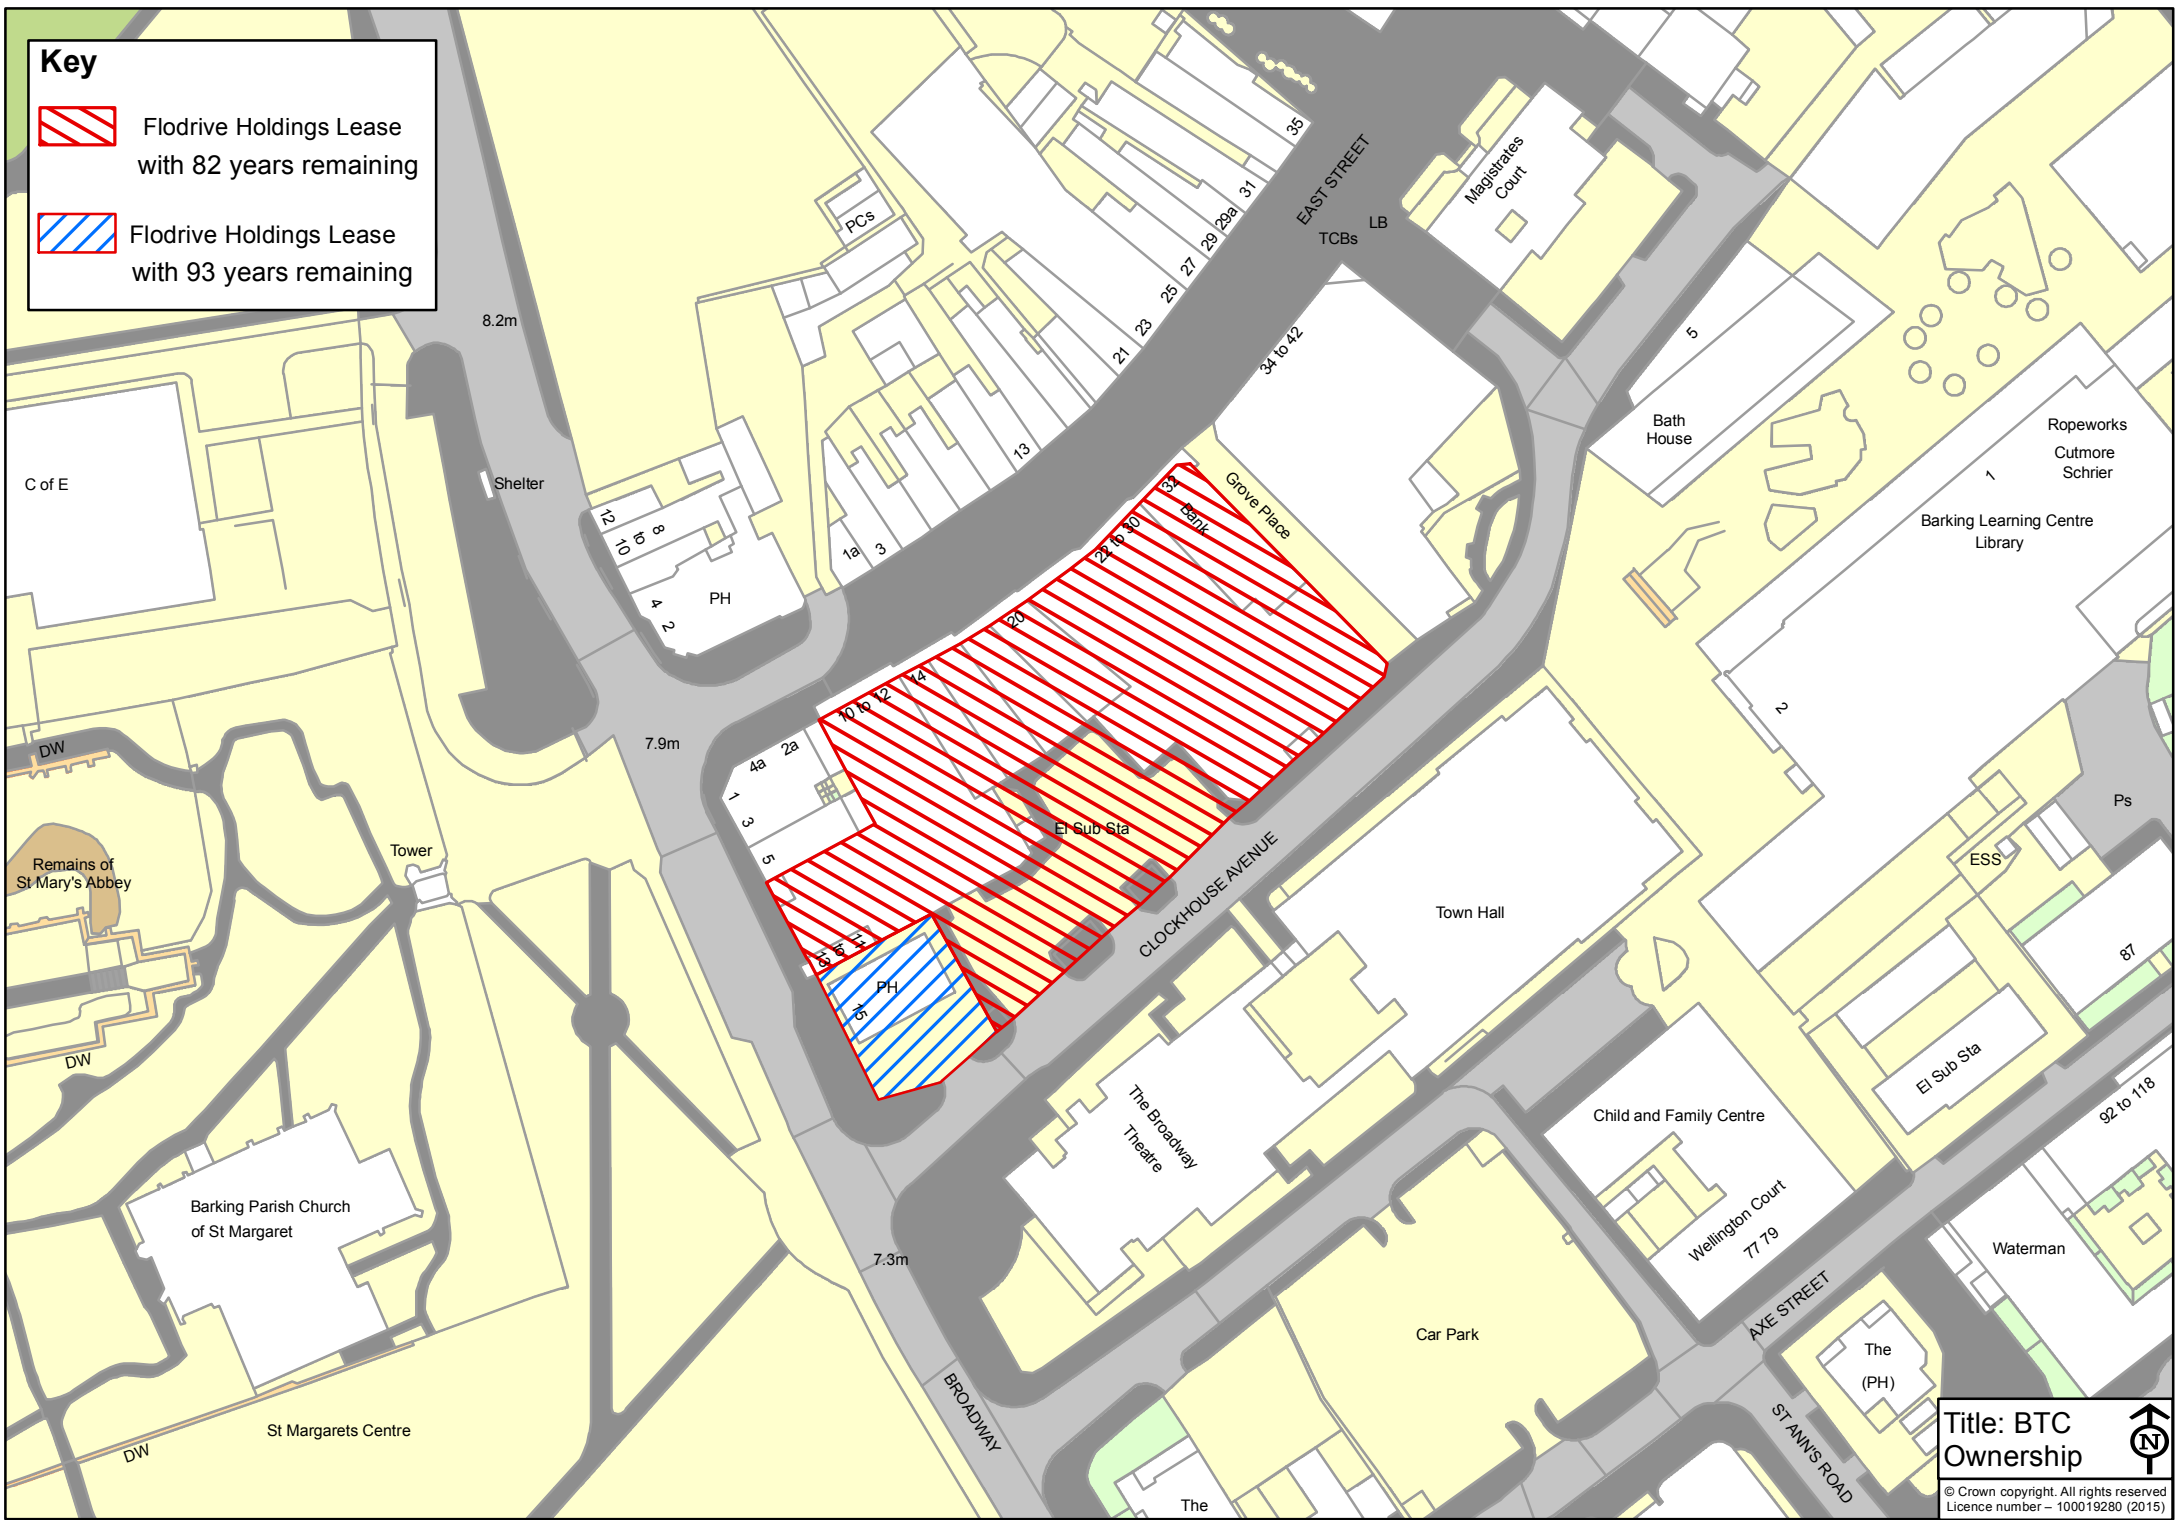 Key
Flodrive Holdings Lease
with 82 years remaining
Flodrive Holdings Lease
with 93 years remaining
8.2m
PCs
35
EAST STREET
Magistrates
Court
LB
TCBs
31
29a
29
27
25
23
21
34 to 42
5
Bath
House
Ropeworks
Cutmore
Schrier
1
Barking Learning Centre
Library
2
C of E
Shelter
12
10
to
8
4
2
PH
1a
3
13
32
Bank
22 to 30
Grove Place
20
14
10 to 12
2a
4a
1
3
5
7.9m
DW
Tower
Remains of
St Mary's Abbey
DW
El Sub Sta
CLOCKHOUSE AVENUE
Town Hall
Ps
ESS
87
11
to
13
PH
15
El Sub Sta
92 to 118
The Broadway
Theatre
Child and Family Centre
Wellington Court
77 79
Waterman
Barking Parish Church
of St Margaret
7.3m
AXE STREET
Car Park
The
(PH)
BROADWAY
ST ANN'S ROAD
St Margarets Centre
DW
The
Title: BTC
Ownership
N
© Crown copyright. All rights reserved
Licence number – 100019280 (2015)